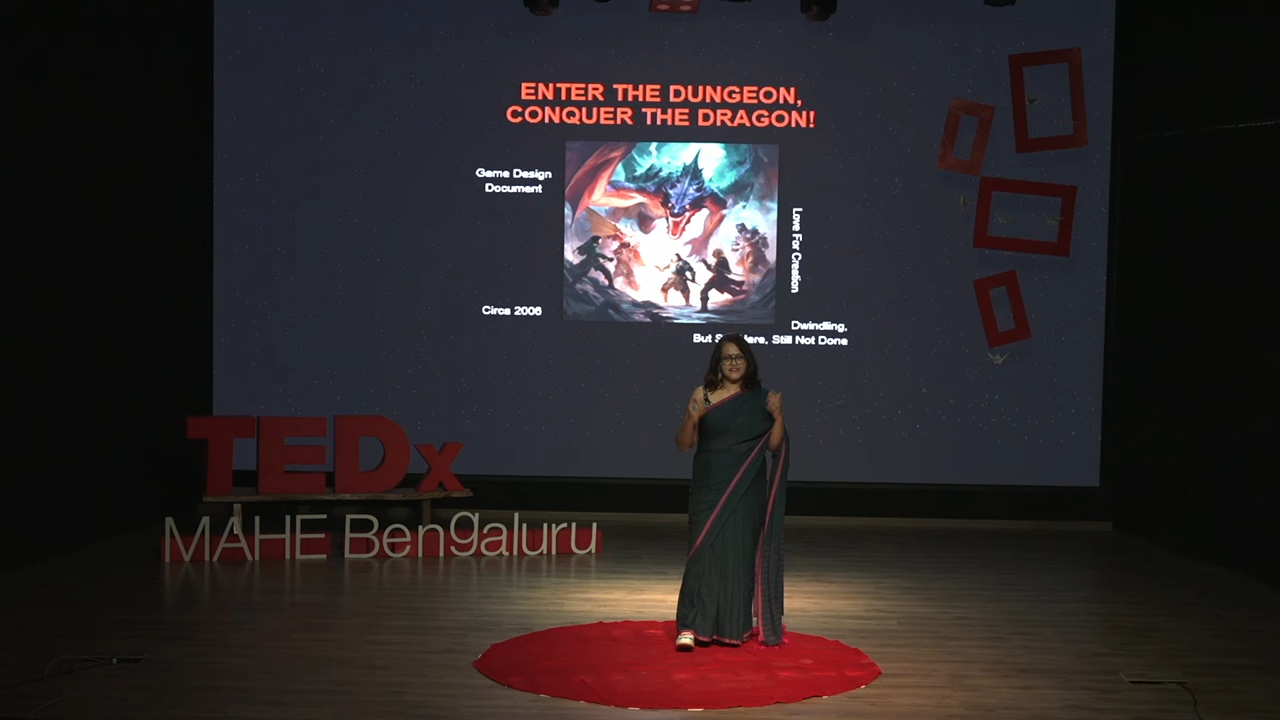 ENTER THE DUNGEON,
CONQUER THE DRAGON!
Game Design
Document
Love For Creation
Circa 2006
Dwindling,
But Here, Still Not Done
TEDx
MAHE Bengaluru